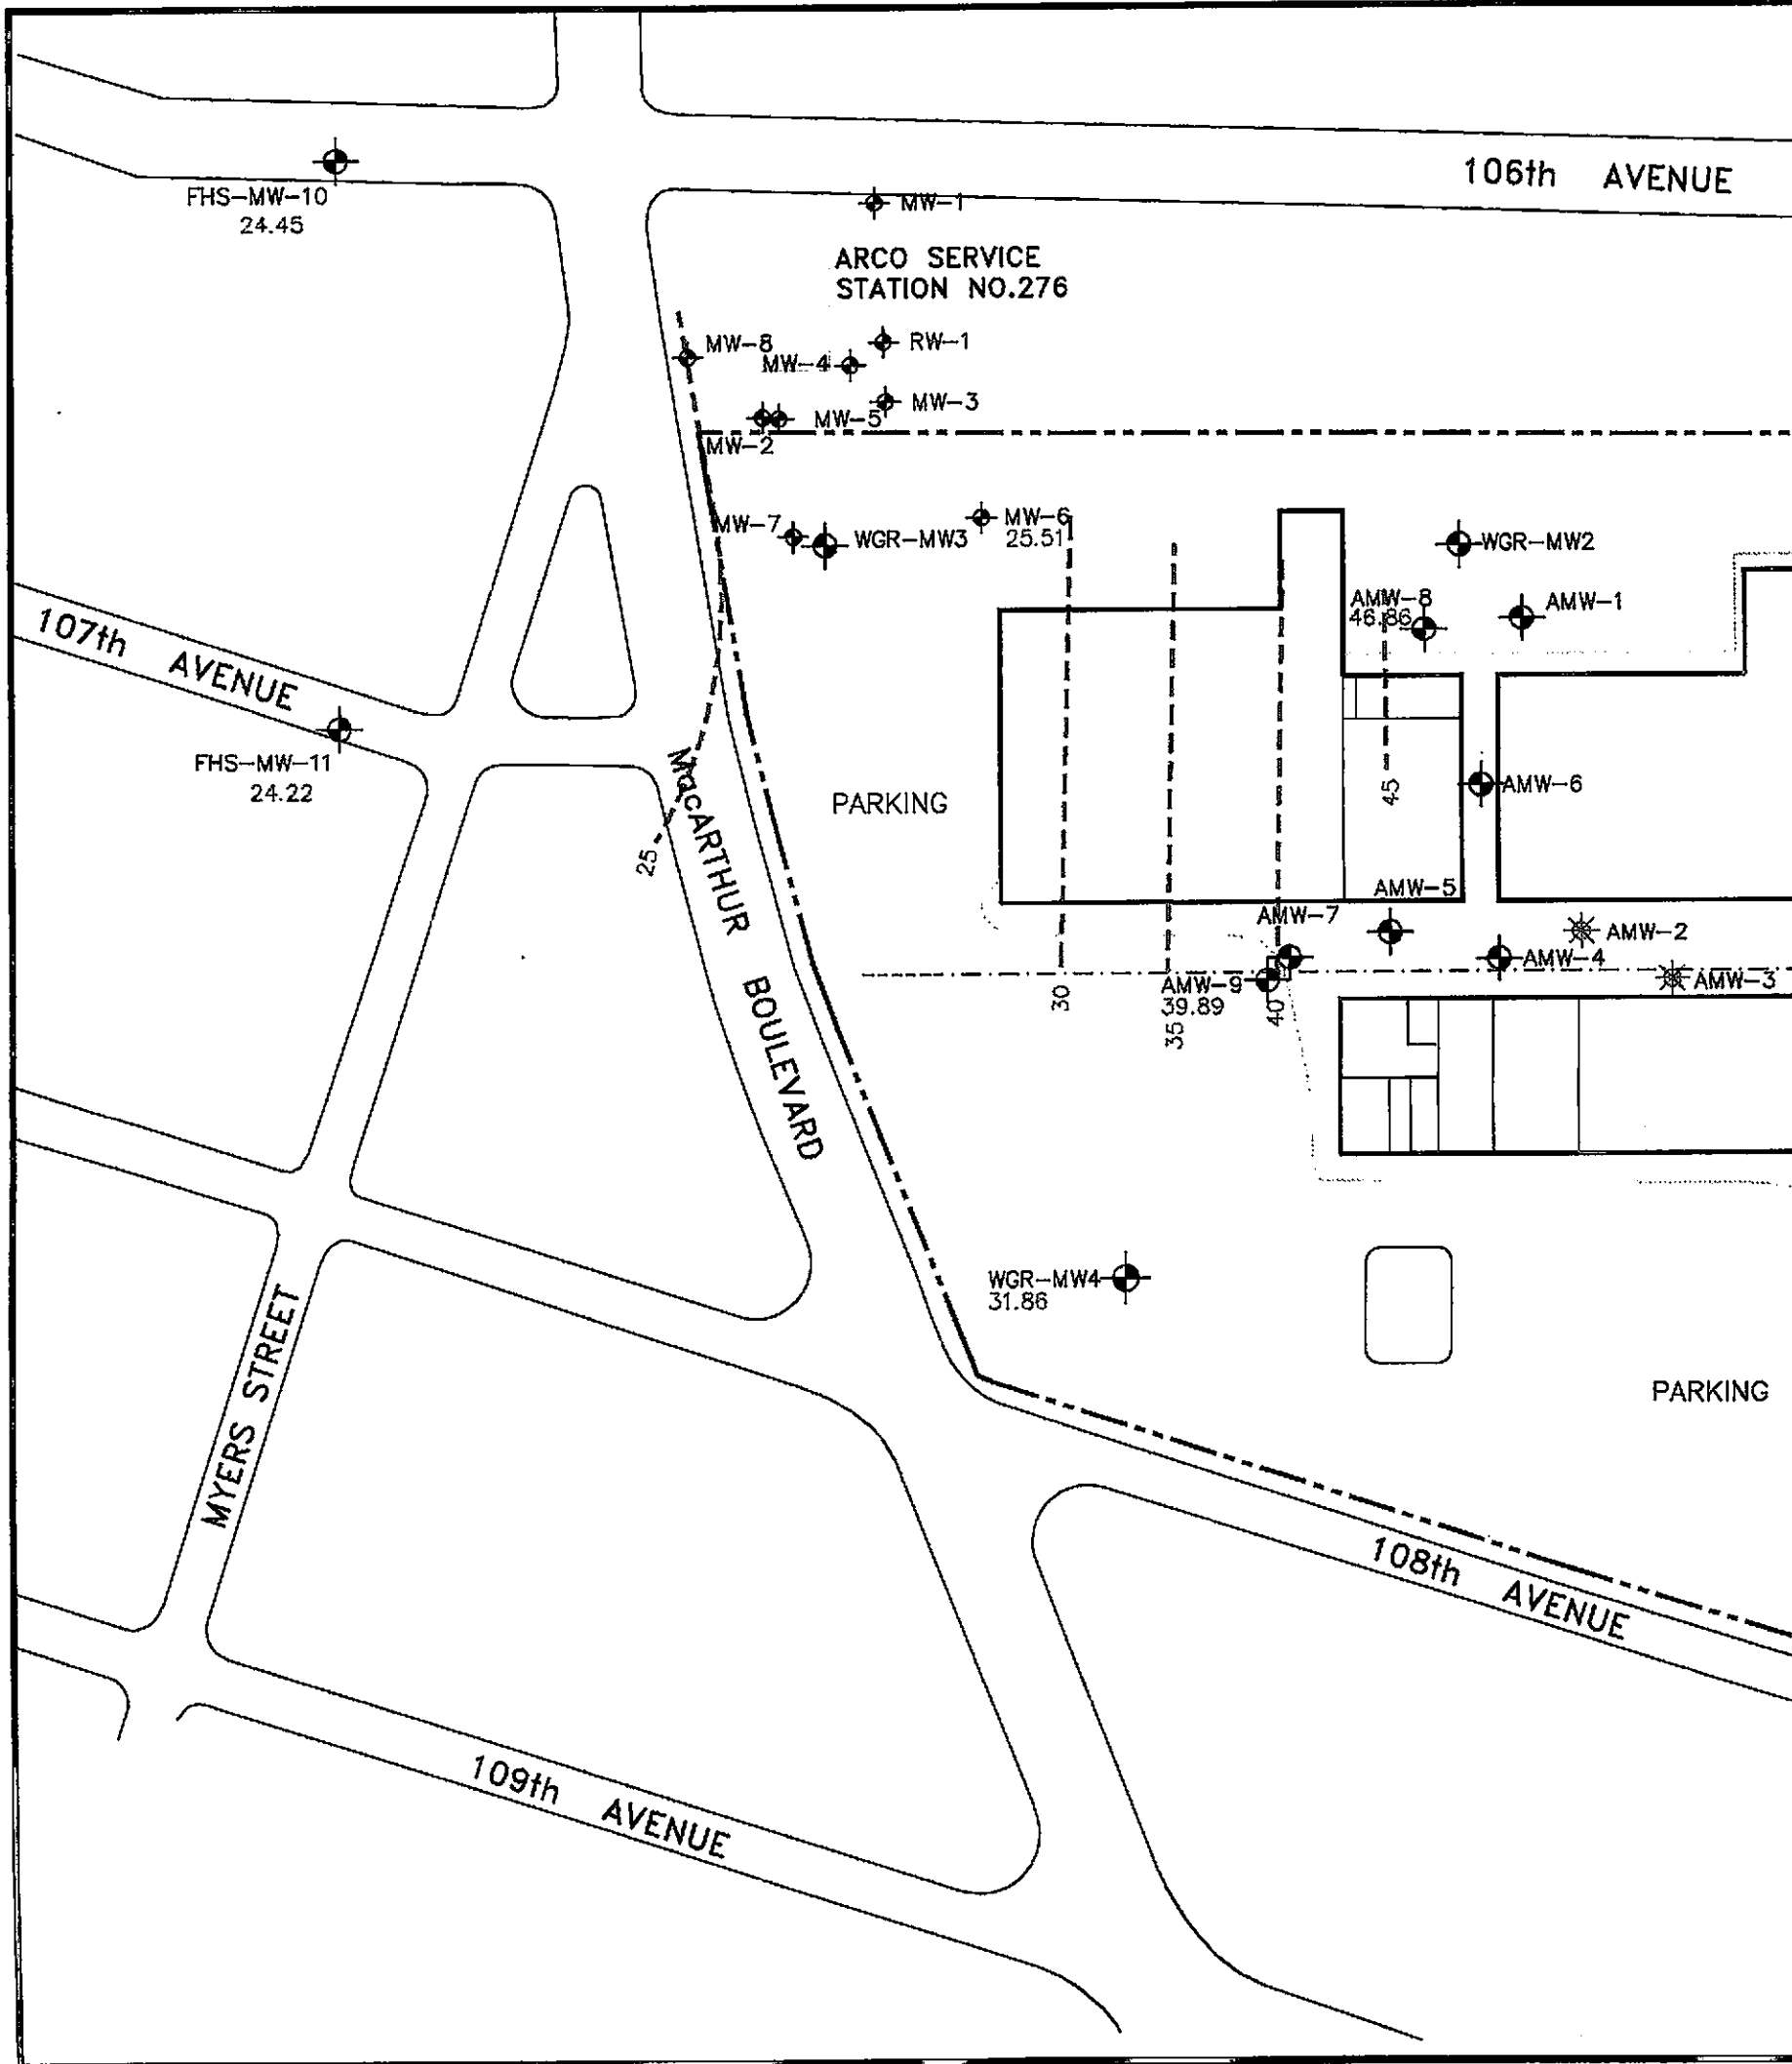 106th AVENUE
FHS-MW-10
24.45
MW-1
ARCO SERVICE
STATION NO.276
MW-8
RW-1
MW-4
MW-3
MW-5
MW-2
MW-7
WGR-MW3
MW-6
25.51
WGR-MW2
AMW-8
46.86
AMW-1
107th AVENUE
FHS-MW-11
24.22
MacARTHUR BOULEVARD
PARKING
45
AMW-6
25
AMW-5
AMW-7
AMW-2
AMW-4
AMW-3
AMW-9
39.89
30
35
40
WGR-MW4
31.86
MYERS STREET
PARKING
108th AVENUE
109th AVENUE